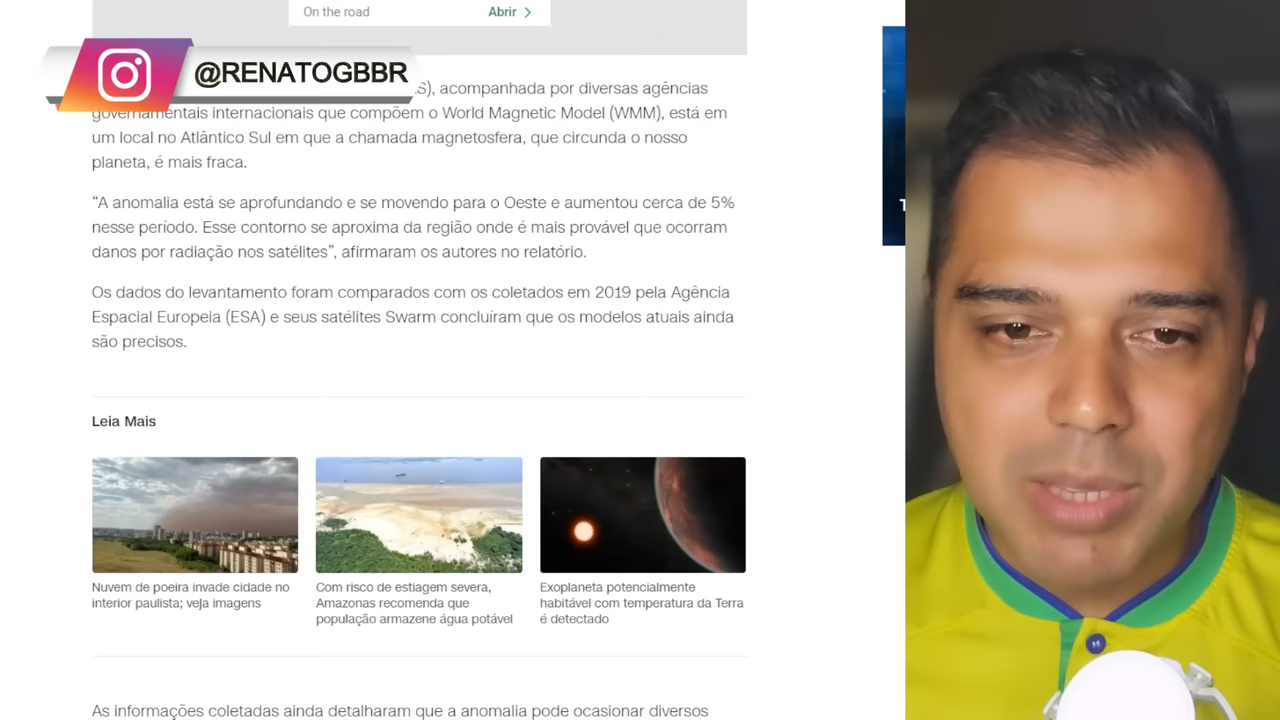 On the road
Abrir
@RENATOGBBR
S), acompanhada por diversas agências
governamentais internacionais que compõem o World Magnetic Model (WMM), está em
um local no Atlântico Sul em que a chamada magnetosfera, que circunda o nosso
planeta, é mais fraca.
“A anomalia está se aprofundando e se movendo para o Oeste e aumentou cerca de 5%
nesse período. Esse contorno se aproxima da região onde é mais provável que ocorram
danos por radiação nos satélites”, afirmaram os autores no relatório.
Os dados do levantamento foram comparados com os coletados em 2019 pela Agência
Espacial Europeia (ESA) e seus satélites Swarm concluíram que os modelos atuais ainda
são precisos.
Leia Mais
Nuvem de poeira invade cidade no
interior paulista; veja imagens
Com risco de estiagem severa,
Amazonas recomenda que
população armazene água potável
Exoplaneta potencialmente
habitável com temperatura da Terra
é detectado
As informações coletadas ainda detalharam que a anomalia pode ocasionar diversos